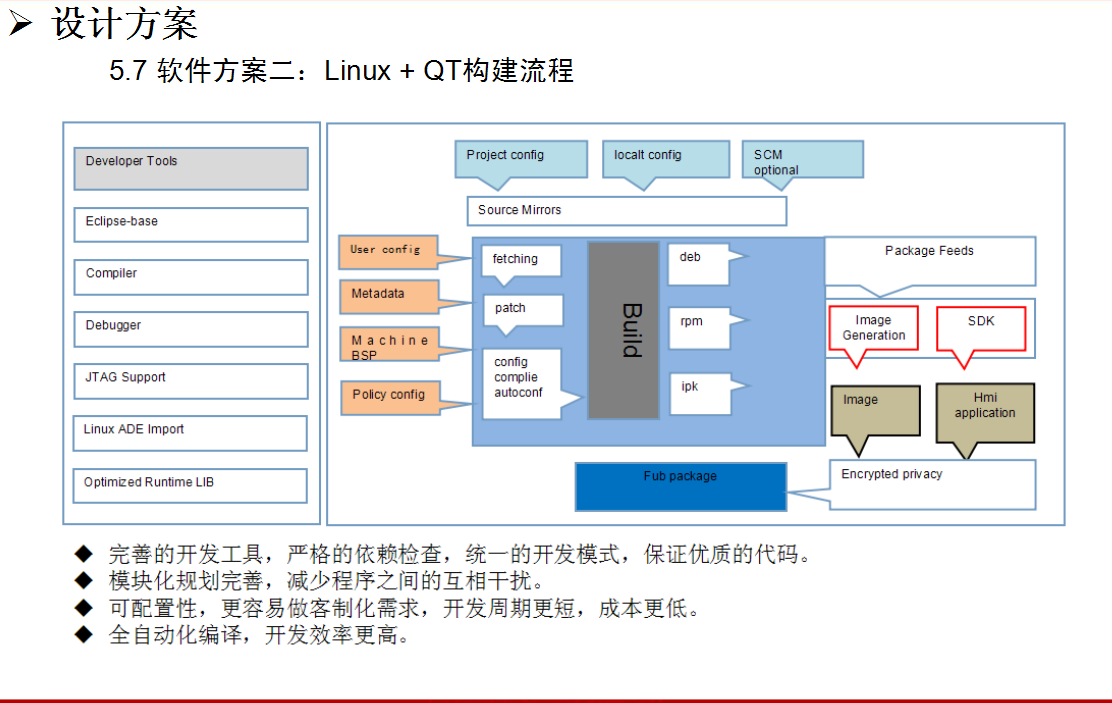 设计方案
5.7 软件方案二：Linux + QT构建流程
Developer Tools
Eclipse-base
Compiler
Debugger
JTAG Support
Linux ADE Import
Optimized Runtime LIB
Project config
localt config
SCM
optional
Source Mirrors
User config
Metadata
Machine
BSP
Policy config
fetching
patch
config
complie
autoconf
Build
deb
rpm
ipk
Package Feeds
Image
Generation
SDK
Image
Hmi
application
Fub package
Encrypted privacy
完善的开发工具，严格的依赖检查，统一的开发模式，保证优质的代码。
模块化规划完善，减少程序之间的互相干扰。
可配置性，更容易做客制化需求，开发周期更短，成本更低。
全自动化编译，开发效率更高。